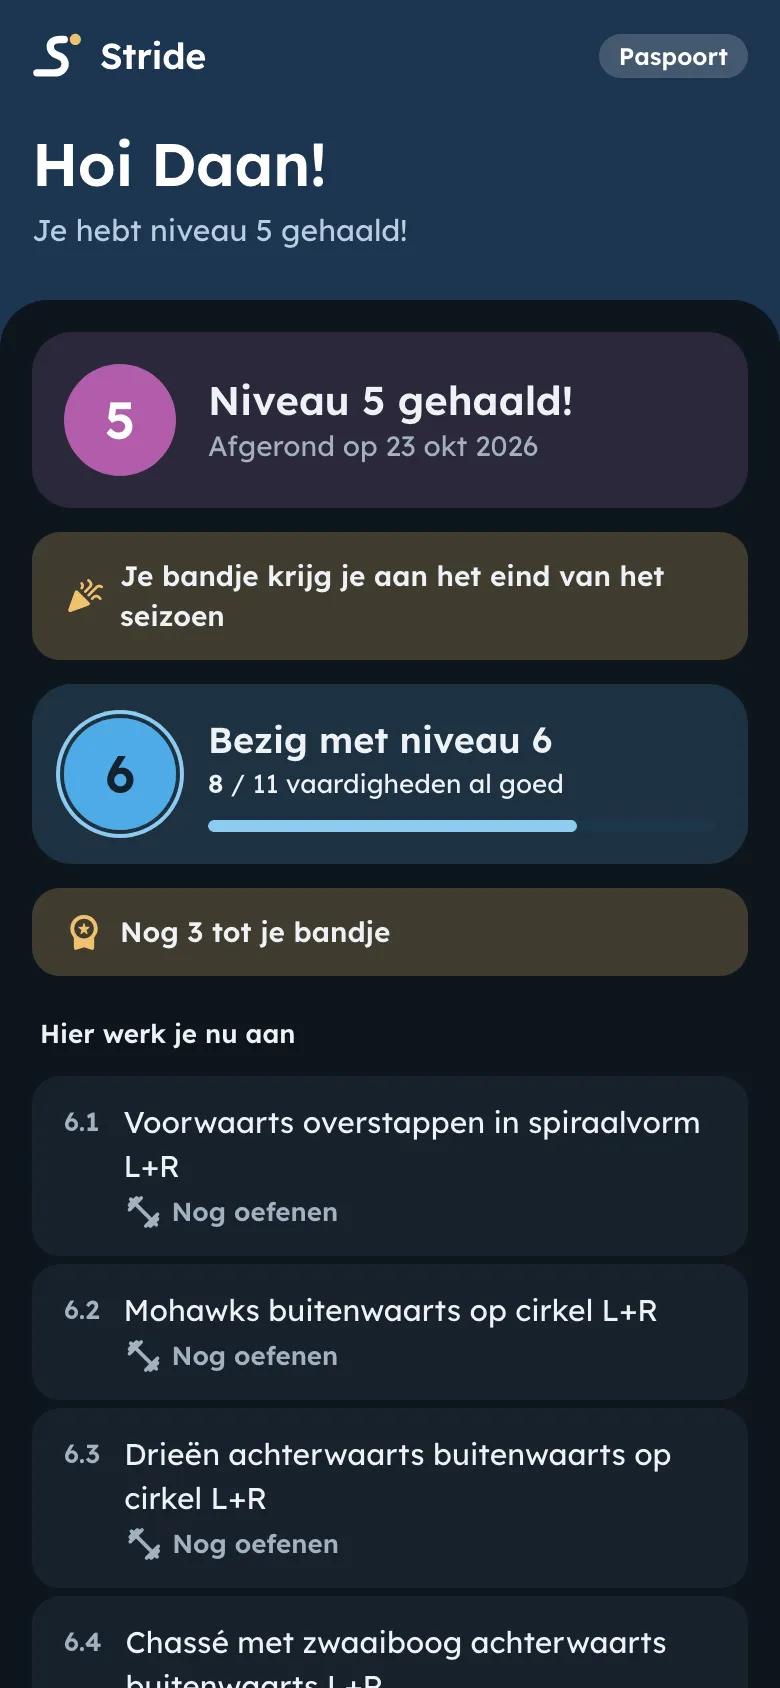 Stride
Paspoort
Hoi Daan!
Je hebt niveau 5 gehaald!
5
Niveau 5 gehaald!
Afgerond op 23 okt 2026
Je bandje krijg je aan het eind van het
seizoen
6
Bezig met niveau 6
8 / 11 vaardigheden al goed
Nog 3 tot je bandje
Hier werk je nu aan
6.1 Voorwaarts overstappen in spiraalvorm
L+R
Nog oefenen
6.2 Mohawks buitenwaarts op cirkel L+R
Nog oefenen
6.3 Drieën achterwaarts buitenwaarts op
cirkel L+R
Nog oefenen
6.4 Chassé met zwaaiboog achterwaarts
buitenwaarts L+R